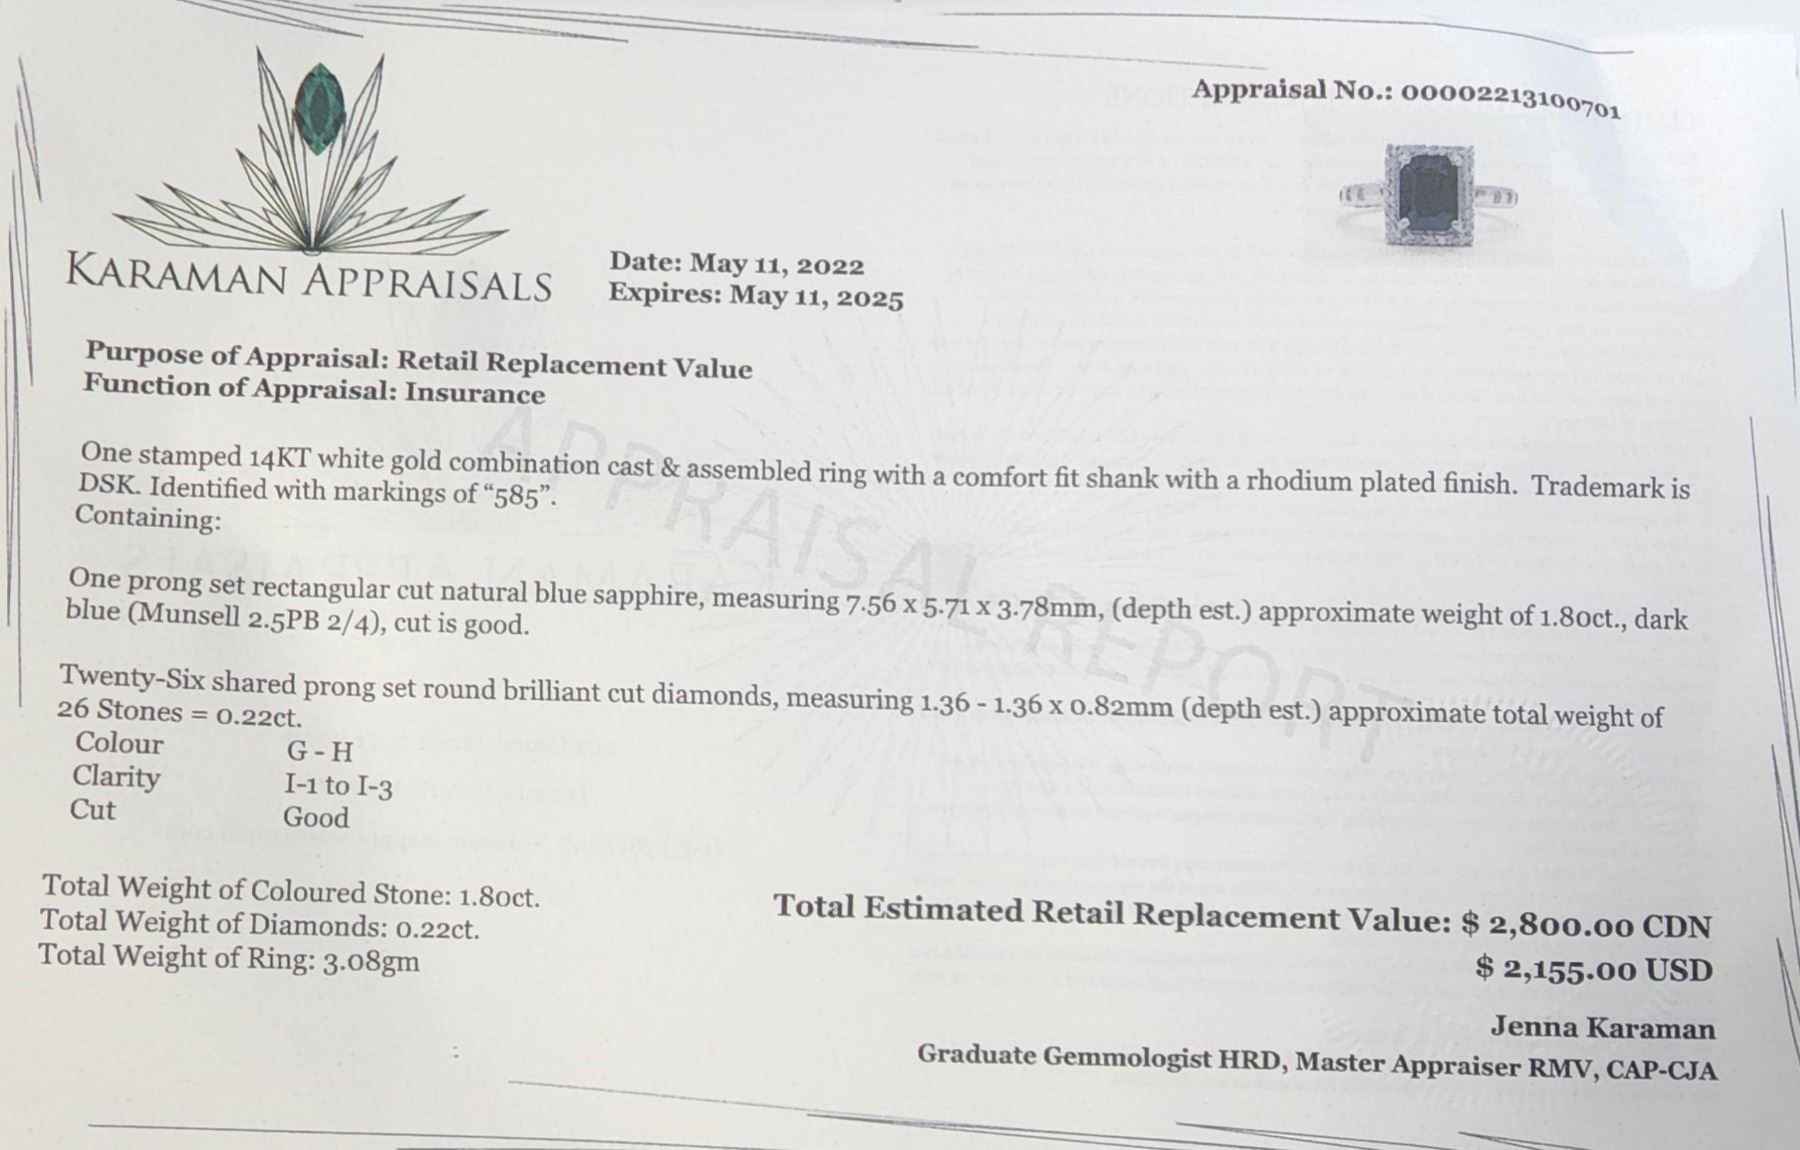 Appraisal No.: 00002213100701
KARAMAN APPRAISALS
Date: May 11, 2022
Expires: May 11, 2025
Purpose of Appraisal: Retail Replacement Value
Function of Appraisal: Insurance
APPRAISAL REPORT
One stamped 14KT white gold combination cast & assembled ring with a comfort fit shank with a rhodium plated finish. Trademark is
DSK. Identified with markings of “585”.
Containing:
One prong set rectangular cut natural blue sapphire, measuring 7.56 x 5.71 x 3.78mm, (depth est.) approximate weight of 1.80ct., dark
blue (Munsell 2.5PB 2/4), cut is good.
Twenty-Six shared prong set round brilliant cut diamonds, measuring 1.36 - 1.36 x 0.82mm (depth est.) approximate total weight of
26 Stones = 0.22ct.
Colour G - H
Clarity I-1 to I-3
Cut Good
Total Weight of Coloured Stone: 1.80ct.
Total Weight of Diamonds: 0.22ct.
Total Weight of Ring: 3.08gm
Total Estimated Retail Replacement Value: $ 2,800.00 CDN
$ 2,155.00 USD
Jenna Karaman
Graduate Gemmologist HRD, Master Appraiser RMV, CAP-CJA